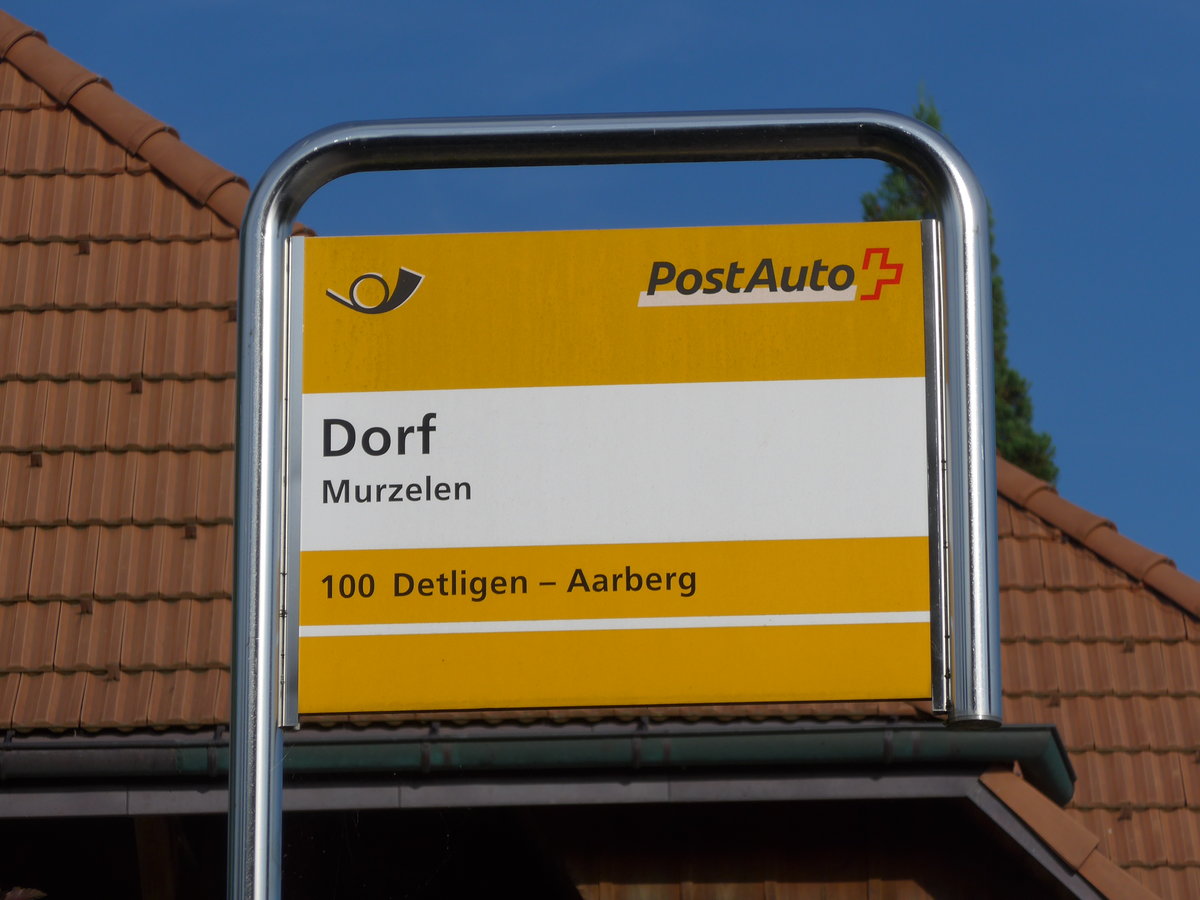 PostAuto
Dorf
Murzelen
100 Detligen – Aarberg